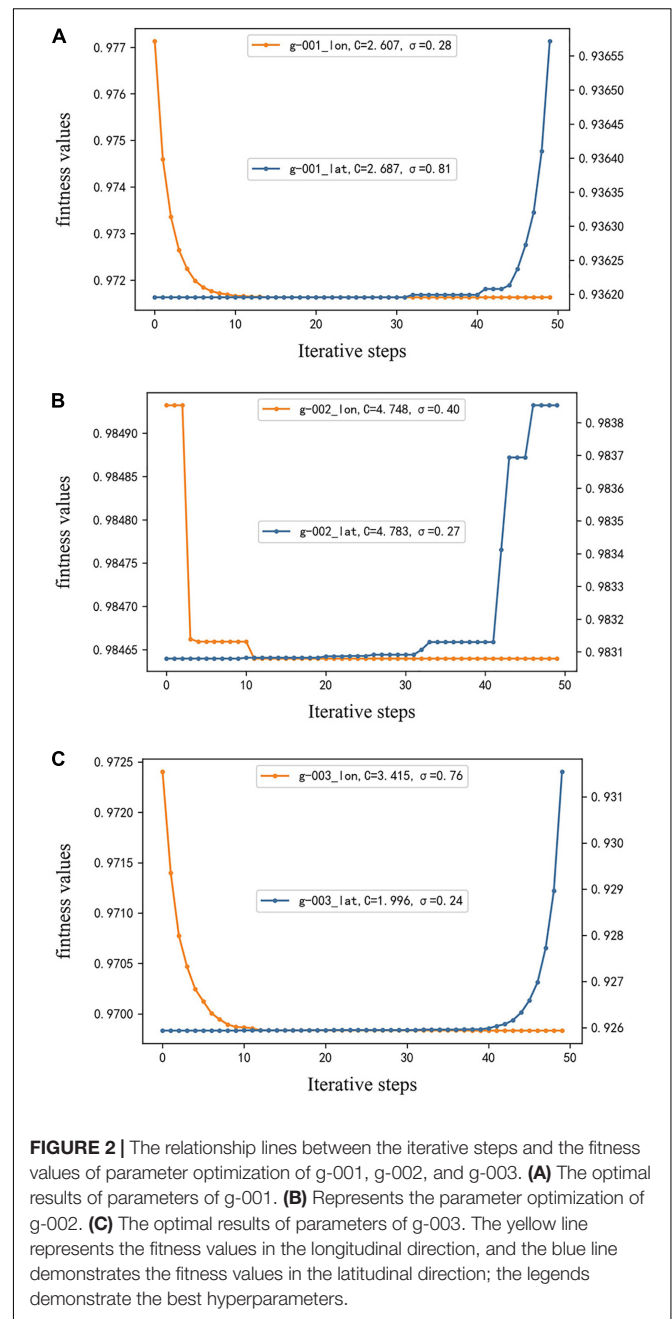 A
fintness values
0.977
0.976
0.975
0.974
0.973
0.972
g-001_lon, C=2.607, σ=0.28
g-001_lat, C=2.687, σ=0.81
0.93655
0.93650
0.93645
0.93640
0.93635
0.93630
0.93625
0.93620
0 10 20 30 40 50
Iterative steps
B
fintness values
0.98490
0.98485
0.98480
0.98475
0.98470
0.98465
g-002_lon, C=4.748, σ=0.40
g-002_lat, C=4.783, σ=0.27
0.9838
0.9837
0.9836
0.9835
0.9834
0.9833
0.9832
0.9831
0 10 20 30 40 50
Iterative steps
C
fintness values
0.9725
0.9720
0.9715
0.9710
0.9705
0.9700
g-003_lon, C=3.415, σ=0.76
g-003_lat, C=1.996, σ=0.24
0.931
0.930
0.929
0.928
0.927
0.926
0 10 20 30 40 50
Iterative steps
FIGURE 2 | The relationship lines between the iterative steps and the fitness
values of parameter optimization of g-001, g-002, and g-003. (A) The optimal
results of parameters of g-001. (B) Represents the parameter optimization of
g-002. (C) The optimal results of parameters of g-003. The yellow line
represents the fitness values in the longitudinal direction, and the blue line
demonstrates the fitness values in the latitudinal direction; the legends
demonstrate the best hyperparameters.